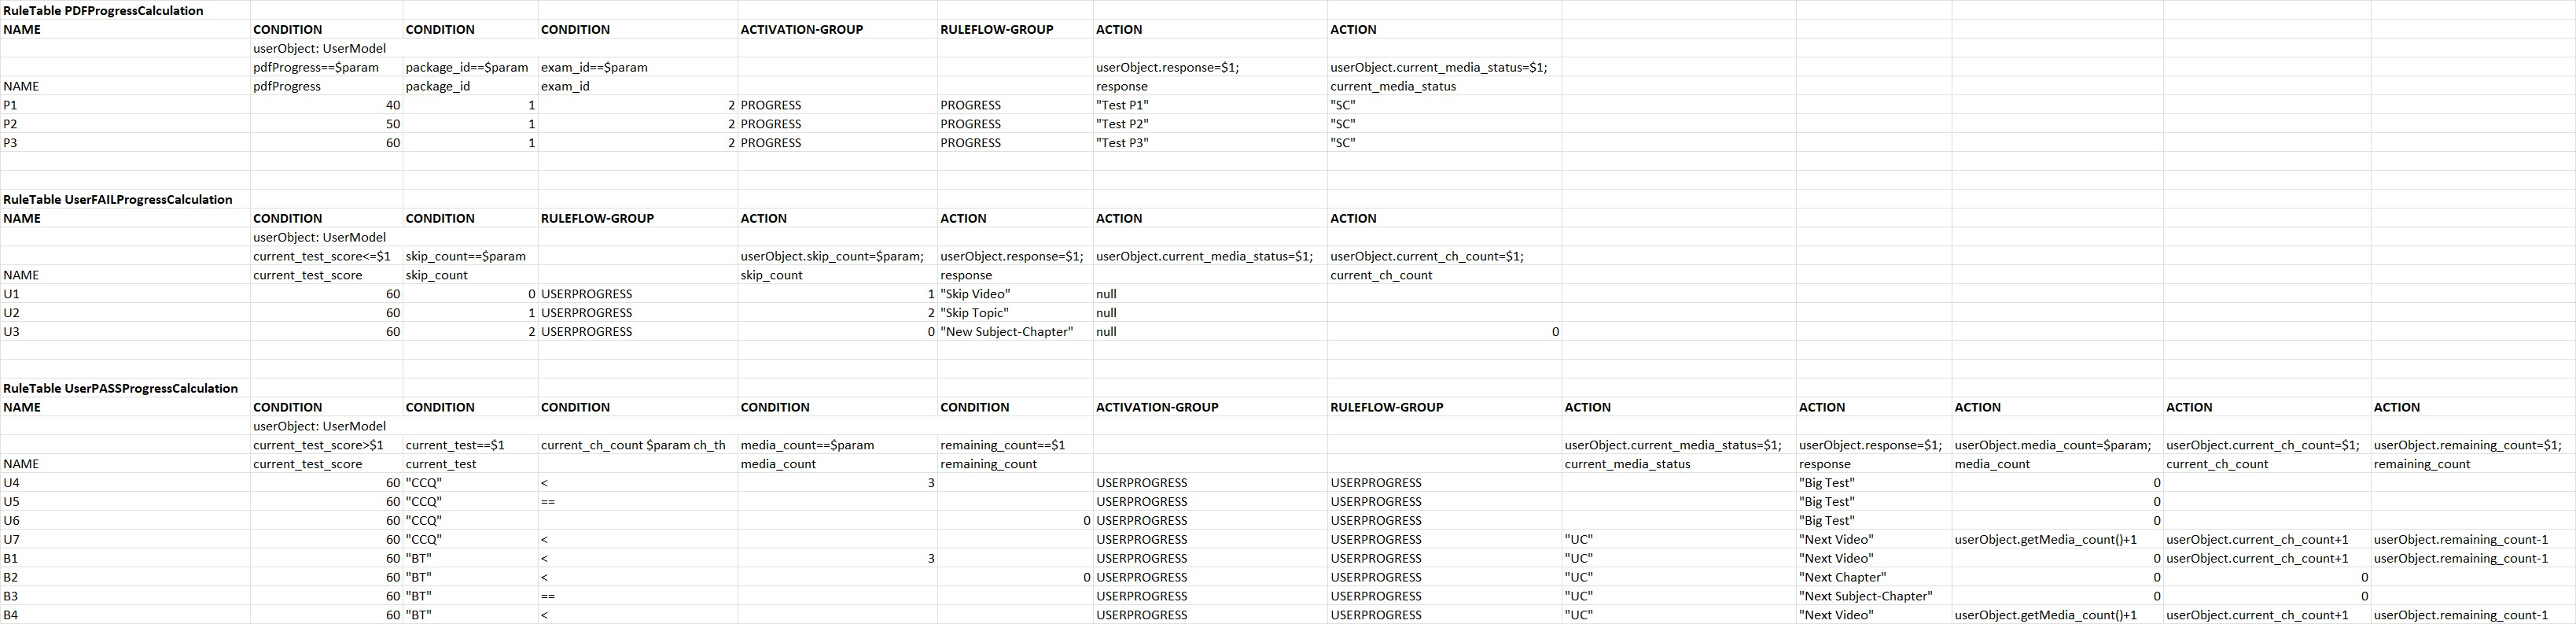 RuleTable PDFProgressCalculation
NAME CONDITION CONDITION CONDITION ACTIVATION-GROUP RULEFLOW-GROUP ACTION ACTION
userObject: UserModel
pdfProgress==$param package_id==$param exam_id==$param userObject.response=$1; userObject.current_media_status=$1;
NAME pdfProgress package_id exam_id response current_media_status
P1 40 1 2 PROGRESS PROGRESS "Test P1" "SC"
P2 50 1 2 PROGRESS PROGRESS "Test P2" "SC"
P3 60 1 2 PROGRESS PROGRESS "Test P3" "SC"
RuleTable UserFAILProgressCalculation
NAME CONDITION CONDITION RULEFLOW-GROUP ACTION ACTION ACTION ACTION
userObject: UserModel
current_test_score<=$1 skip_count==$param userObject.skip_count=$param; userObject.response=$1; userObject.current_media_status=$1; userObject.current_ch_count=$1;
NAME current_test_score skip_count skip_count response current_ch_count
U1 60 0 USERPROGRESS 1 "Skip Video" null
U2 60 1 USERPROGRESS 2 "Skip Topic" null
U3 60 2 USERPROGRESS 0 "New Subject-Chapter" null 0
RuleTable UserPASSProgressCalculation
NAME CONDITION CONDITION CONDITION CONDITION CONDITION ACTIVATION-GROUP RULEFLOW-GROUP ACTION ACTION ACTION ACTION ACTION
userObject: UserModel
current_test_score>$1 current_test==$1 current_ch_count $param ch_th media_count==$param remaining_count==$1 userObject.current_media_status=$1; userObject.response=$1; userObject.media_count=$param; userObject.current_ch_count=$1; userObject.remaining_count=$1;
NAME current_test_score current_test media_count remaining_count current_media_status response media_count current_ch_count remaining_count
U4 60 "CCQ" < 3 USERPROGRESS USERPROGRESS "Big Test" 0
U5 60 "CCQ" == USERPROGRESS USERPROGRESS "Big Test" 0
U6 60 "CCQ" 0 USERPROGRESS USERPROGRESS "Big Test" 0
U7 60 "CCQ" < USERPROGRESS USERPROGRESS "UC" "Next Video" userObject.getMedia_count()+1 userObject.current_ch_count+1 userObject.remaining_count-1
B1 60 "BT" < 3 USERPROGRESS USERPROGRESS "UC" "Next Video" 0 userObject.current_ch_count+1 userObject.remaining_count-1
B2 60 "BT" < 0 USERPROGRESS USERPROGRESS "UC" "Next Chapter" 0 0
B3 60 "BT" == USERPROGRESS USERPROGRESS "UC" "Next Subject-Chapter" 0 0
B4 60 "BT" < USERPROGRESS USERPROGRESS "UC" "Next Video" userObject.getMedia_count()+1 userObject.current_ch_count+1 userObject.remaining_count-1